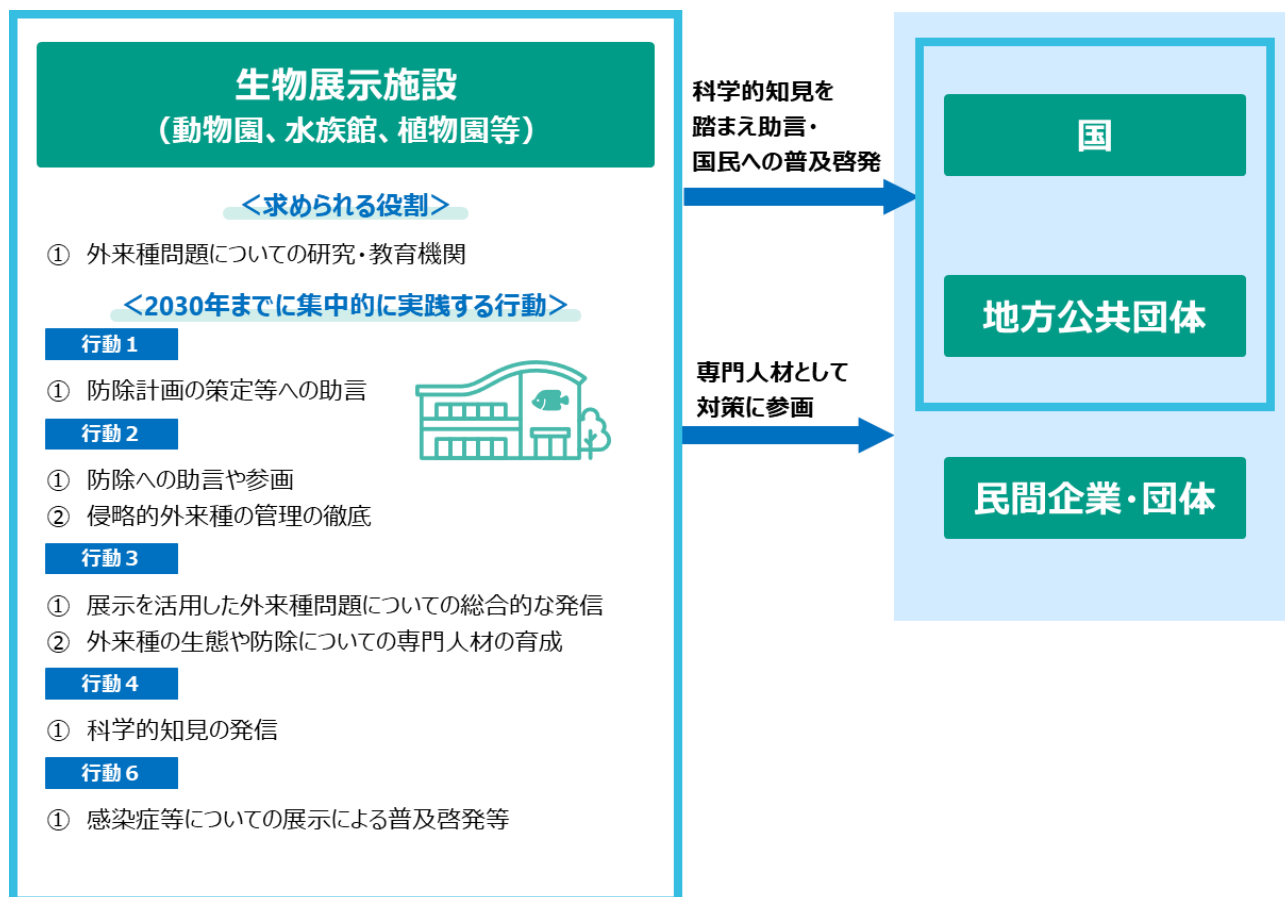 生物展示施設
（動物園、水族館、植物園等）
＜求められる役割＞
① 外来種問題についての研究・教育機関
＜2030年までに集中的に実践する行動＞
行動１
① 防除計画の策定等への助言
行動２
① 防除への助言や参画
② 侵略的外来種の管理の徹底
行動３
① 展示を活用した外来種問題についての総合的な発信
② 外来種の生態や防除についての専門人材の育成
行動４
① 科学的知見の発信
行動６
① 感染症等についての展示による普及啓発等
科学的知見を
踏まえ助言・
国民への普及啓発
専門人材として
対策に参画
国
地方公共団体
民間企業・団体